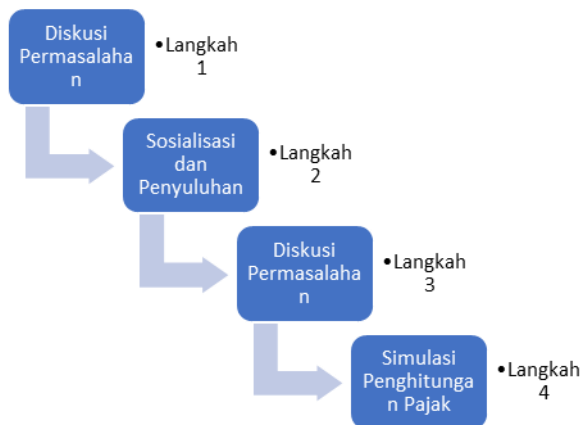 Diskusi
Permasalaha
n
•Langkah
1
Sosialisasi
dan
Penyuluhan
•Langkah
2
Diskusi
Permasalaha
n
•Langkah
3
Simulasi
Penghitunga
n Pajak
•Langkah
4